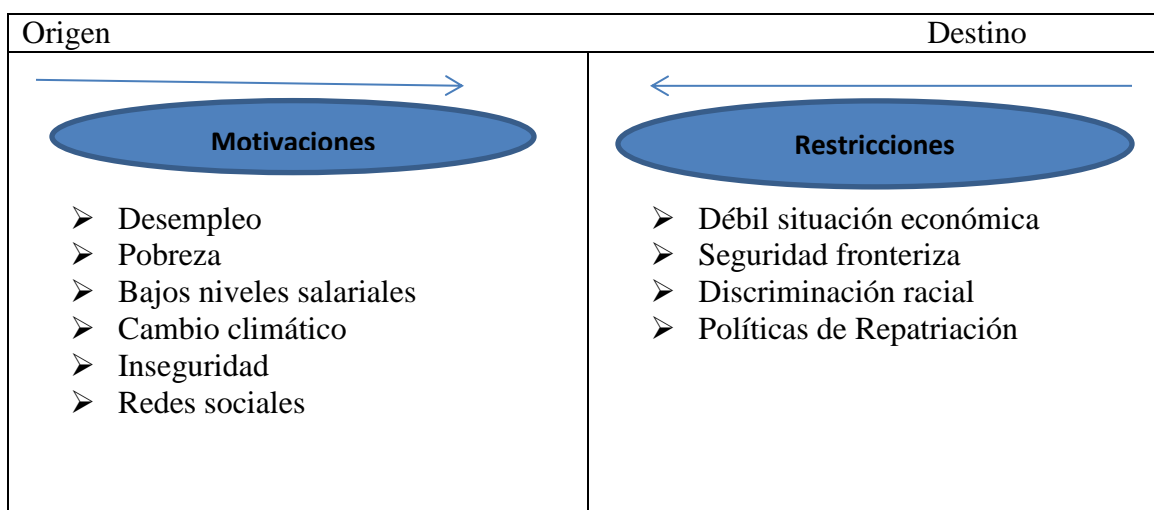 Origen Destino
Motivaciones
Desempleo
Pobreza
Bajos niveles salariales
Cambio climático
Inseguridad
Redes sociales
Restricciones
Débil situación económica
Seguridad fronteriza
Discriminación racial
Políticas de Repatriación